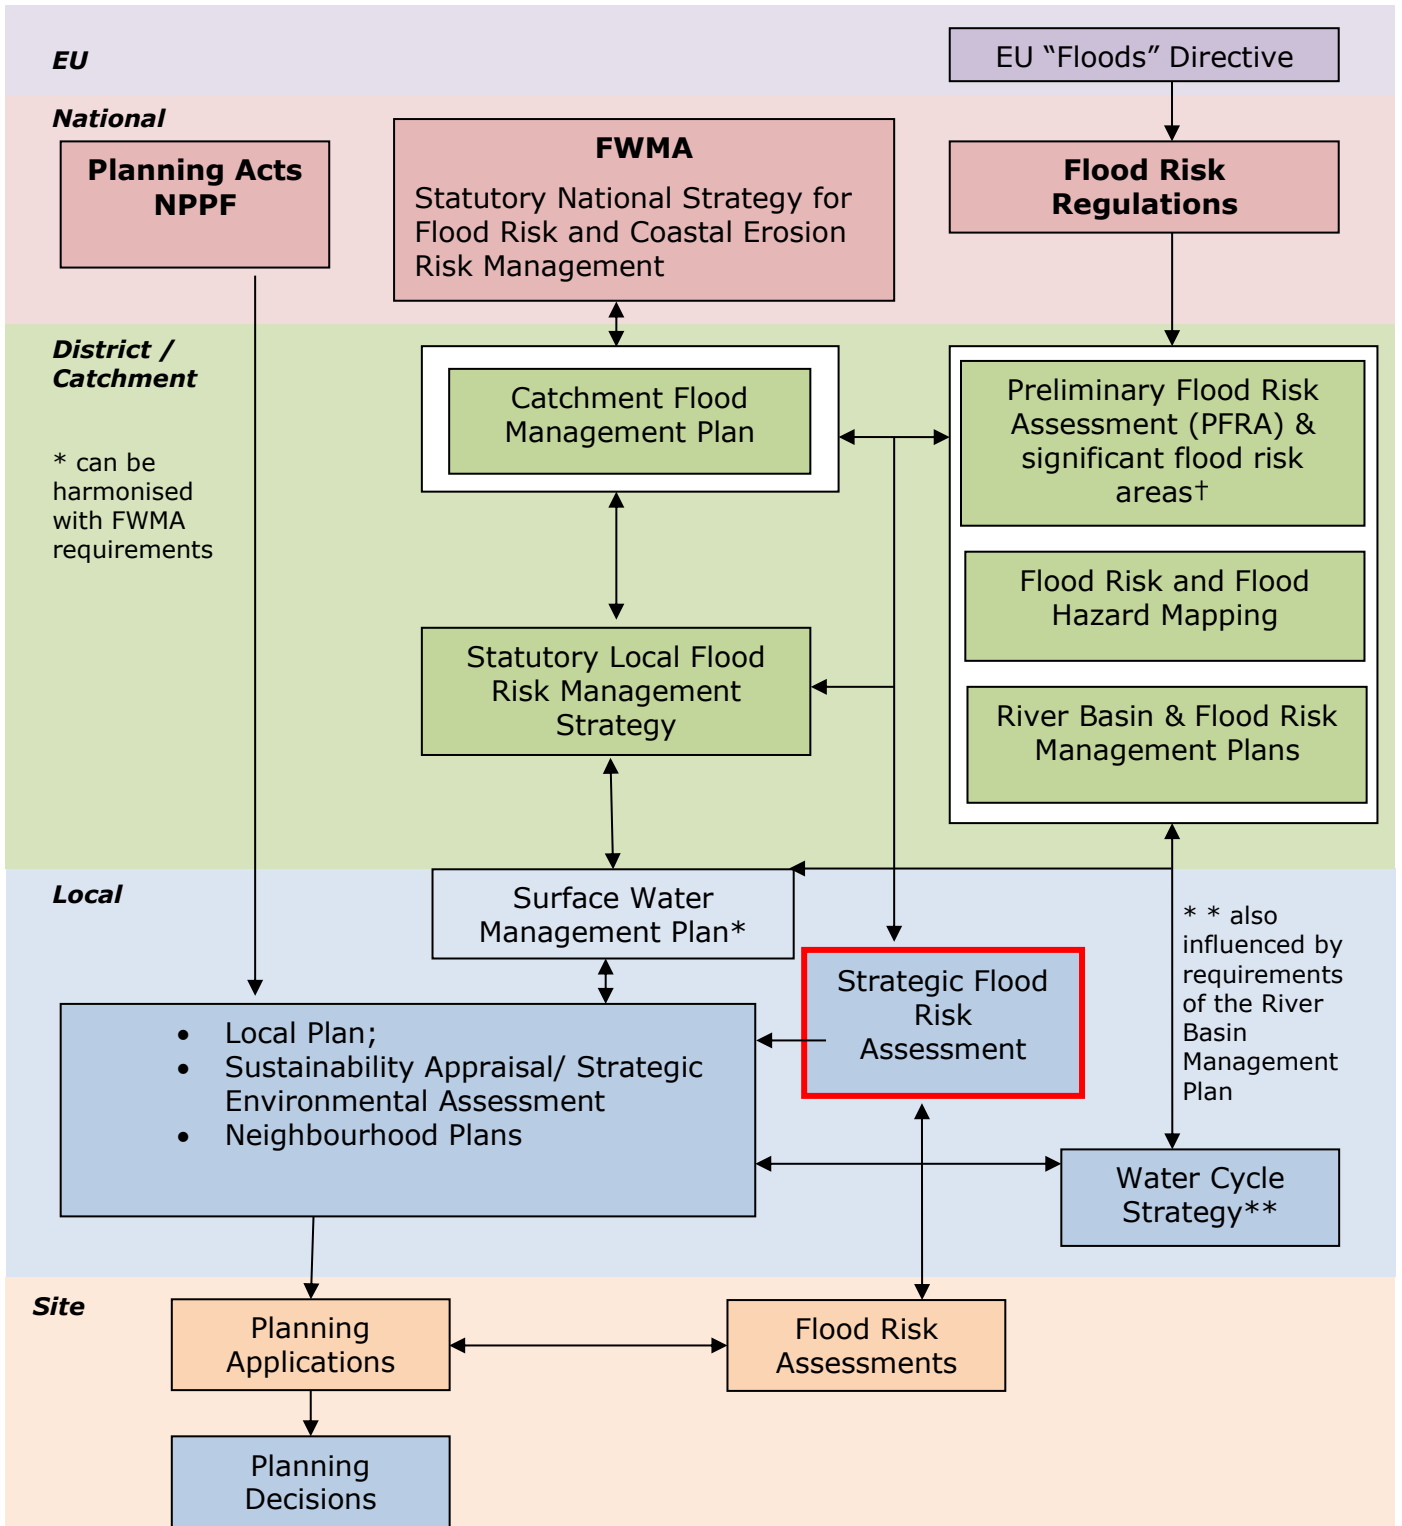 EU
EU “Floods” Directive
National
Planning Acts
NPPF
FWMA
Statutory National Strategy for
Flood Risk and Coastal Erosion
Risk Management
Flood Risk
Regulations
District /
Catchment
* can be
harmonised
with FWMA
requirements
Catchment Flood
Management Plan
Preliminary Flood Risk
Assessment (PFRA) &
significant flood risk
areas†
Flood Risk and Flood
Hazard Mapping
Statutory Local Flood
Risk Management
Strategy
River Basin & Flood Risk
Management Plans
Local
Surface Water
Management Plan*
Strategic Flood
Risk
Assessment
* * also
influenced by
requirements
of the River
Basin
Management
Plan
• Local Plan;
• Sustainability Appraisal/ Strategic
Environmental Assessment
• Neighbourhood Plans
Water Cycle
Strategy**
Site
Planning
Applications
Flood Risk
Assessments
Planning
Decisions